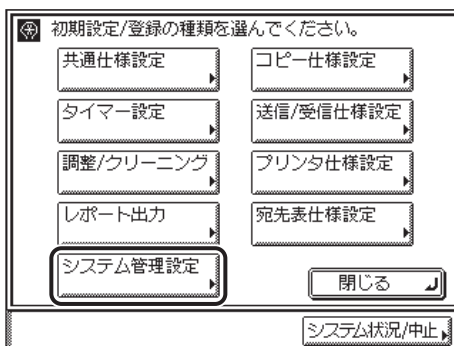 初期設定/登録の種類を選んでください。
共通仕様設定
コピー仕様設定
タイマー設定
送信/受信仕様設定
調整/クリーニング
プリンタ仕様設定
レポート出力
宛先表仕様設定
システム管理設定
閉じる
システム状況/中止